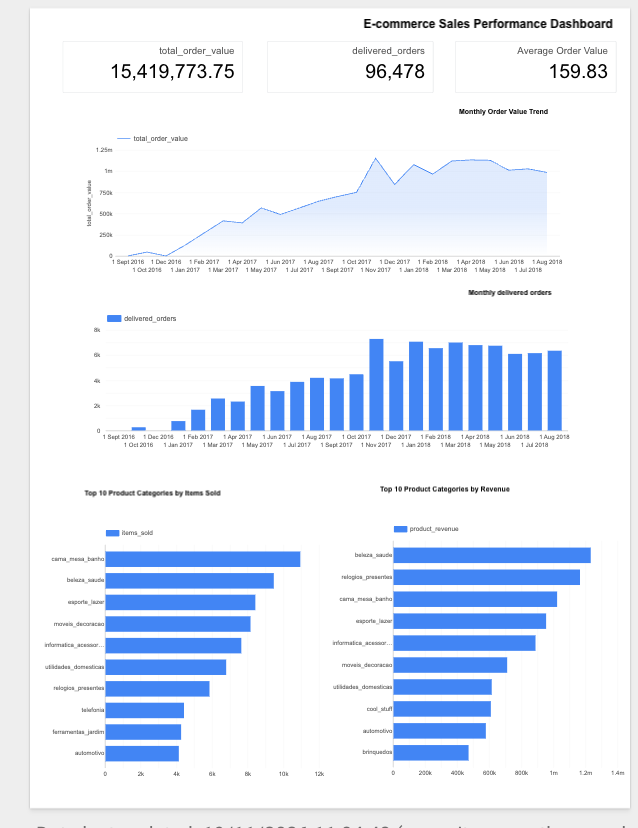 E-commerce Sales Performance Dashboard
total_order_value
15,419,773.75
delivered_orders
96,478
Average Order Value
159.83
Monthly Order Value Trend
total_order_value
total_order_value
1.25m
1m
750k
500k
250k
0
1 Sept 2016 1 Dec 2016 1 Feb 2017 1 Apr 2017 1 Jun 2017 1 Aug 2017 1 Oct 2017 1 Dec 2017 1 Feb 2018 1 Apr 2018 1 Jun 2018 1 Aug 2018
1 Oct 2016 1 Jan 2017 1 Mar 2017 1 May 2017 1 Jul 2017 1 Sept 2017 1 Nov 2017 1 Jan 2018 1 Mar 2018 1 May 2018 1 Jul 2018
Monthly delivered orders
delivered_orders
8k
6k
4k
2k
0
1 Sept 2016 1 Dec 2016 1 Feb 2017 1 Apr 2017 1 Jun 2017 1 Aug 2017 1 Oct 2017 1 Dec 2017 1 Feb 2018 1 Apr 2018 1 Jun 2018 1 Aug 2018
1 Oct 2016 1 Jan 2017 1 Mar 2017 1 May 2017 1 Jul 2017 1 Sept 2017 1 Nov 2017 1 Jan 2018 1 Mar 2018 1 May 2018 1 Jul 2018
Top 10 Product Categories by Items Sold
items_sold
cama_mesa_banho
beleza_saude
esporte_lazer
moveis_decoracao
informatica_acessor...
utilidades_domesticas
relogios_presentes
telefonia
ferramentas_jardim
automotivo
0 2k 4k 6k 8k 10k 12k
Top 10 Product Categories by Revenue
product_revenue
beleza_saude
relogios_presentes
cama_mesa_banho
esporte_lazer
informatica_acessor...
moveis_decoracao
utilidades_domesticas
cool_stuff
automotivo
brinquedos
0 200k 400k 600k 800k 1m 1.2m 1.4m